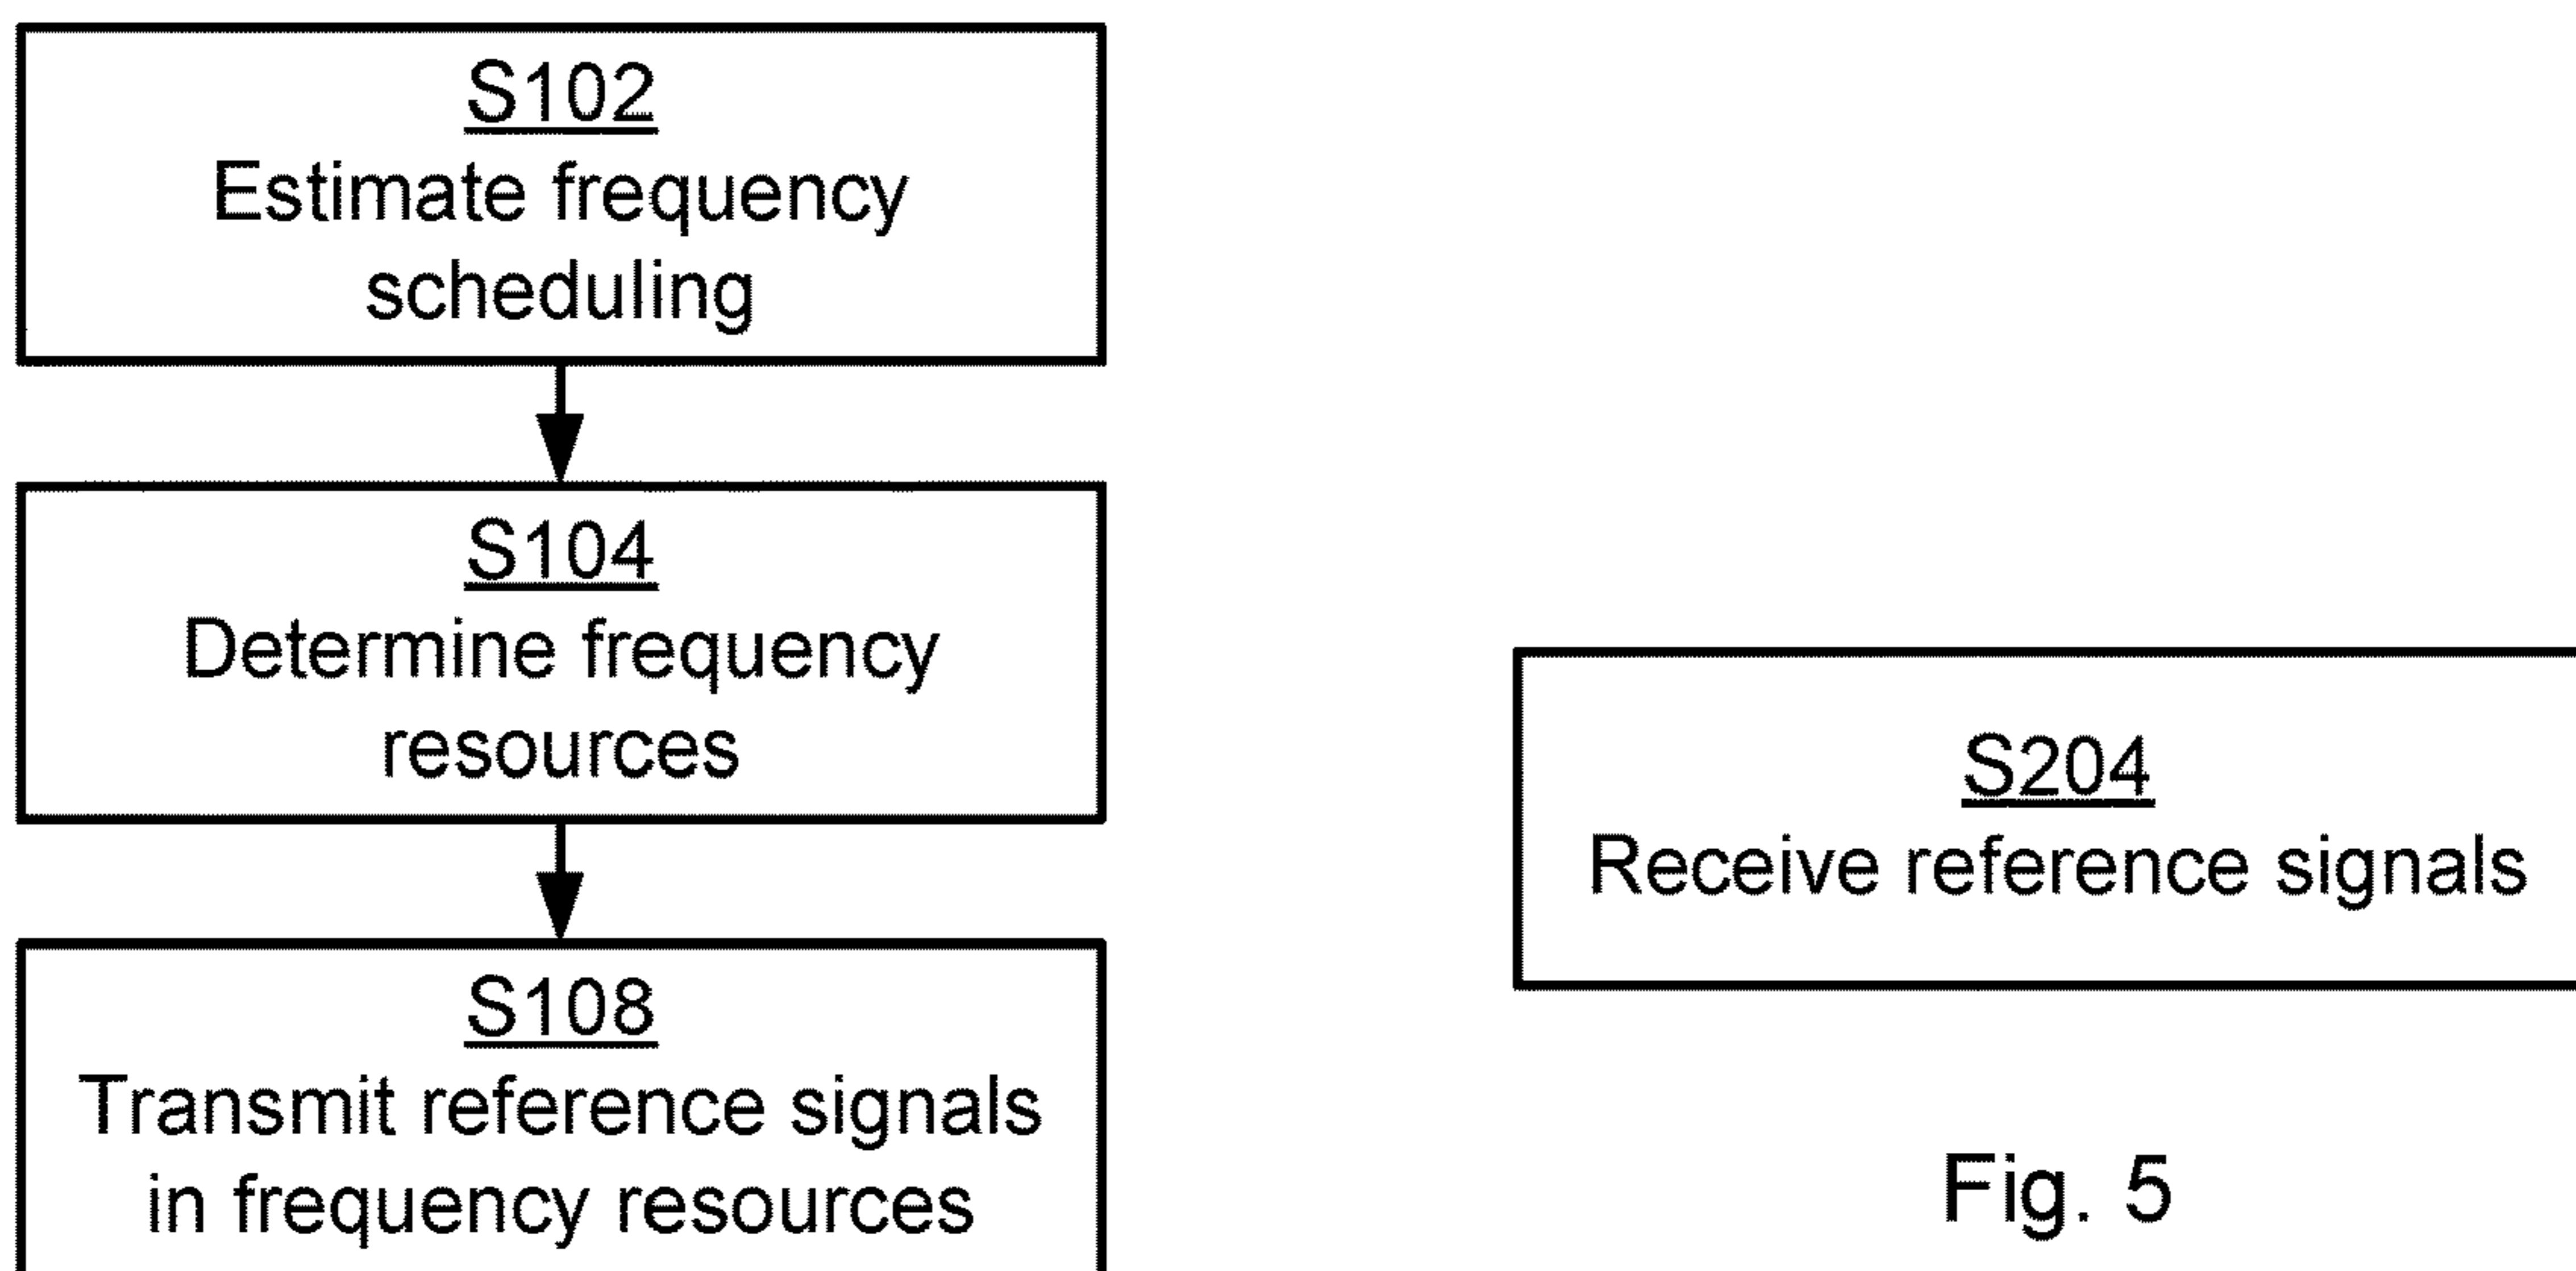 S102
Estimate frequency
scheduling
S104
Determine frequency
resources
S108
Transmit reference signals
in frequency resources
S204
Receive reference signals
Fig. 5